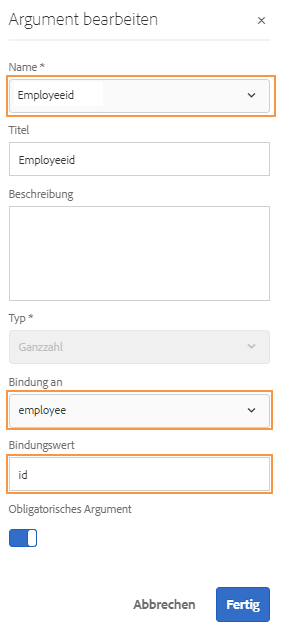 Argument bearbeiten
Name *
Employeeid
Titel
Employeeid
Beschreibung
Typ *
Ganzzahl
Bindung an
employee
Bindungswert
id
Obligatorisches Argument
Abbrechen Fertig